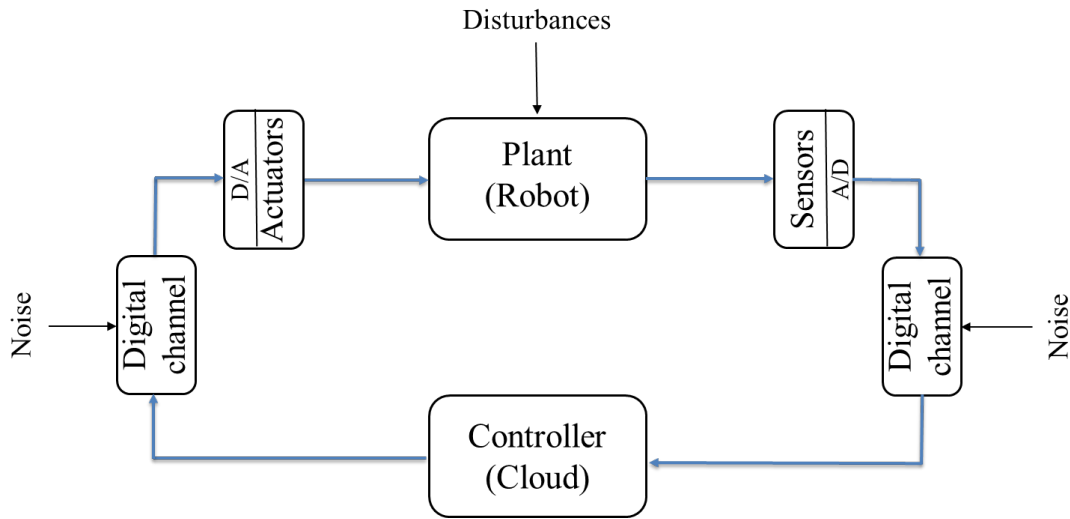 Disturbances
D/A
Actuators
Plant
(Robot)
Sensors
A/D
Noise
Digital
channel
Digital
channel
Noise
Controller
(Cloud)